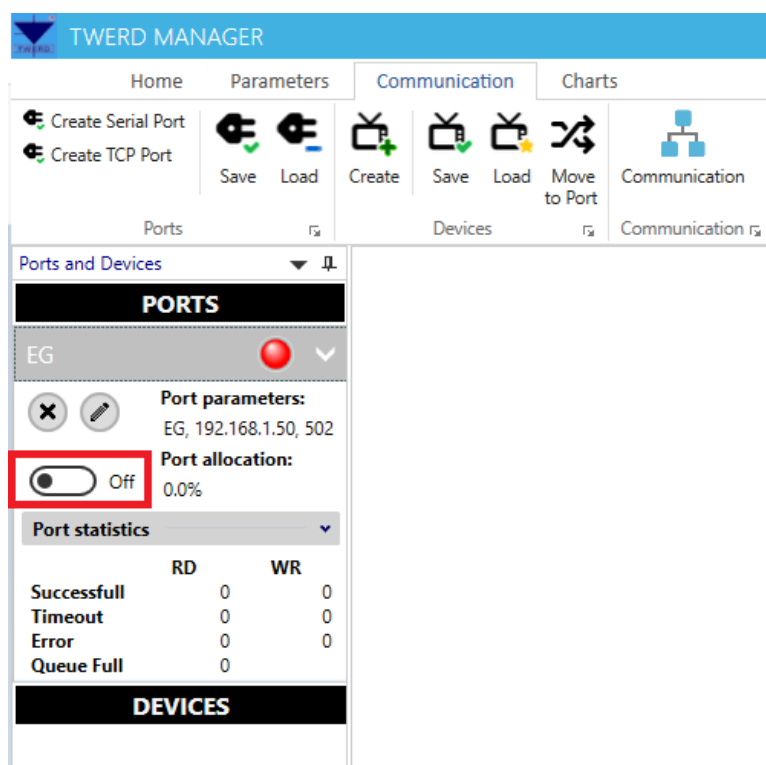 TWERD TWERD MANAGER
Home Parameters Communication Charts
Create Serial Port
Create TCP Port
Save Load Create Save Load Move to Port Communication
Ports Devices Communication
Ports and Devices
PORTS
EG
Port parameters:
EG, 192.168.1.50, 502
Port allocation:
Off 0.0%
Port statistics
RD WR
Successfull 0 0
Timeout 0 0
Error 0 0
Queue Full 0
DEVICES